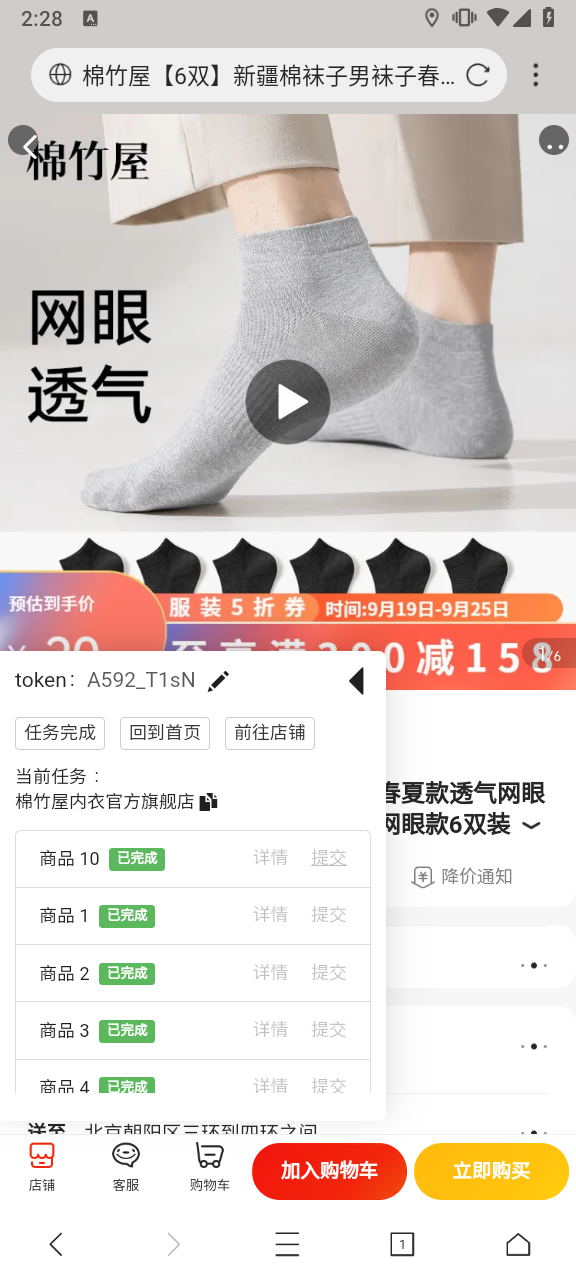 2:28
A
棉竹屋【6双】新疆棉袜子男袜子春...
棉竹屋
网眼
透气
预估到手价
服装5折券 时间:9月19日-9月25日
1/6
token: A592_T1sN
任务完成 回到首页 前往店铺
当前任务：
棉竹屋内衣官方旗舰店
春夏款透气网眼
网眼款6双装
降价通知
商品 10 已完成 详情 提交
商品 1 已完成 详情 提交
商品 2 已完成 详情 提交
商品 3 已完成 详情 提交
商品 4 已完成 详情 提交
送至 北京朝阳区三环到四环之间
店铺 客服 购物车 加入购物车 立即购买
1